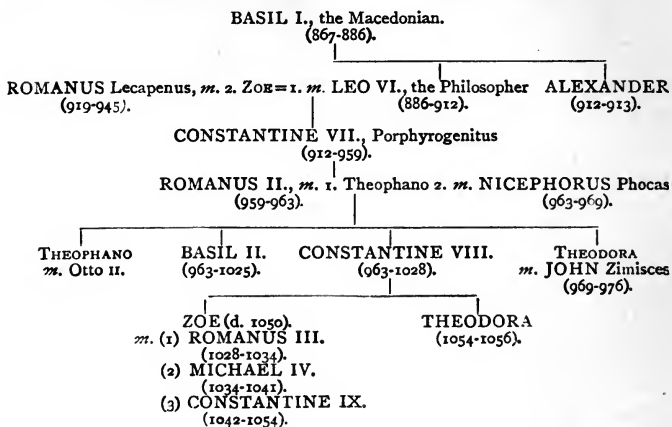 BASIL I., the Macedonian.
(867-886).
ROMANUS Lecapenus, m. 2. ZOE=1. m. LEO VI., the Philosopher ALEXANDER
(919-945). (886-912) (912-913).
CONSTANTINE VII., Porphyrogenitus
(912-959).
ROMANUS II., m. 1. Theophano 2. m. NICEPHORUS Phocas
(959-963). (963-969).
THEOPHANO BASIL II. CONSTANTINE VIII. THEODORA
m. Otto II. (963-1025). (963-1028). m. JOHN Zimisces
(969-976).
ZOE (d. 1050). THEODORA
m. (1) ROMANUS III. (1054-1056).
(1028-1034).
(2) MICHAEL IV.
(1034-1041).
(3) CONSTANTINE IX.
(1042-1054).